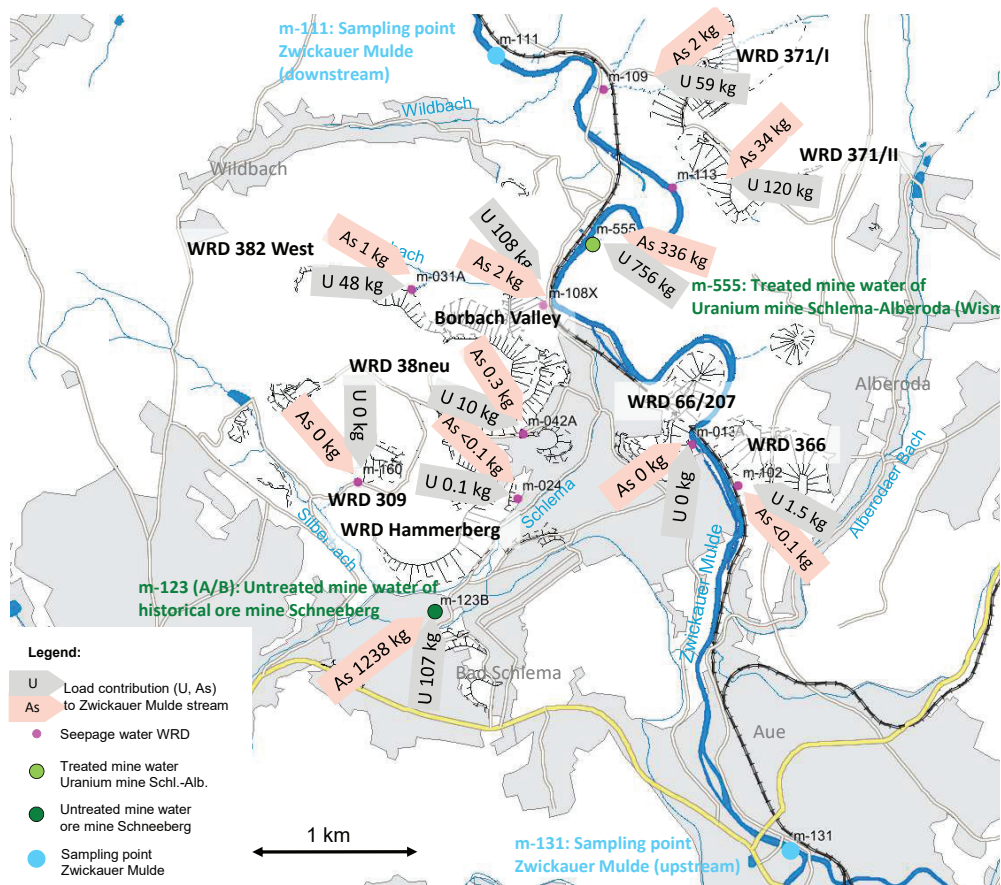 m-111: Sampling point
Zwickauer Mulde
(downstream)
m-111
As 2 kg
WRD 371/I
m-109
U 59 kg
Wildbach
As 34 kg
Wildbach
WRD 371/II
m-113
U 120 kg
U 108 kg
m-555
As 336 kg
WRD 382 West
As 1 kg
bach
U 756 kg
As 2 kg
m-031A
U 48 kg
m-555: Treated mine water of
Uranium mine Schlema-Alberoda (Wism
m-108X
Borbach Valley
WRD 38neu
As 0.3 kg
Alberoda
U 0 kg
WRD 66/207
U 10 kg
m-042A
As 0 kg
m-013A
WRD 366
As <0.1 kg
m-160
m-102
As 0 kg
U 0.1 kg
m-024
U 0 kg
U 1.5 kg
WRD 309
Schlema
As <0.1 kg
Alberodaer Bach
WRD Hammerberg
Silberbach
Zwickauer Mulde
m-123 (A/B): Untreated mine water of
historical ore mine Schneeberg
m-123B
As 1238 kg
U 107 kg
Bad Schlema
Aue
Legend:
U
As
Load contribution (U, As)
to Zwickauer Mulde stream
Seepage water WRD
Treated mine water
Uranium mine Schl.-Alb.
Untreated mine water
ore mine Schneeberg
Sampling point
Zwickauer Mulde
1 km
m-131: Sampling point
Zwickauer Mulde (upstream)
m-131